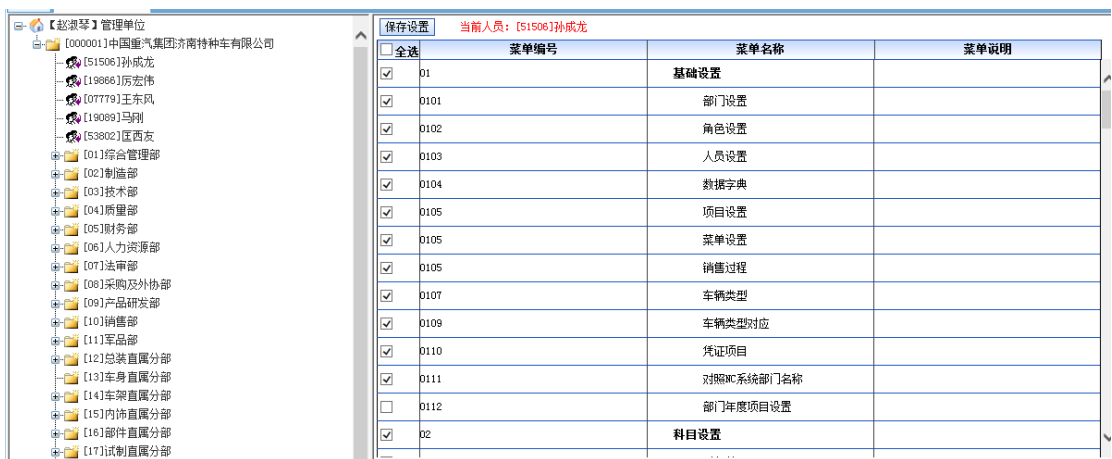 【赵淑琴】管理单位
[000001]中国重汽集团济南特种车有限公司
[51506]孙成龙
[19866]厉宏伟
[07779]王东风
[19089]马刚
[53802]匡西友
[01]综合管理部
[02]制造部
[03]技术部
[04]质量部
[05]财务部
[06]人力资源部
[07]法审部
[08]采购及外协部
[09]产品研发部
[10]销售部
[11]军品部
[12]总装直属分部
[13]车身直属分部
[14]车架直属分部
[15]内饰直属分部
[16]部件直属分部
[17]试制直属分部
保存设置 当前人员: [51506]孙成龙
全选 菜单编号 菜单名称 菜单说明
01 基础设置
0101 部门设置
0102 角色设置
0103 人员设置
0104 数据字典
0105 项目设置
0105 菜单设置
0105 销售过程
0107 车辆类型
0109 车辆类型对应
0110 凭证项目
0111 对照NC系统部门名称
0112 部门年度项目设置
02 科目设置